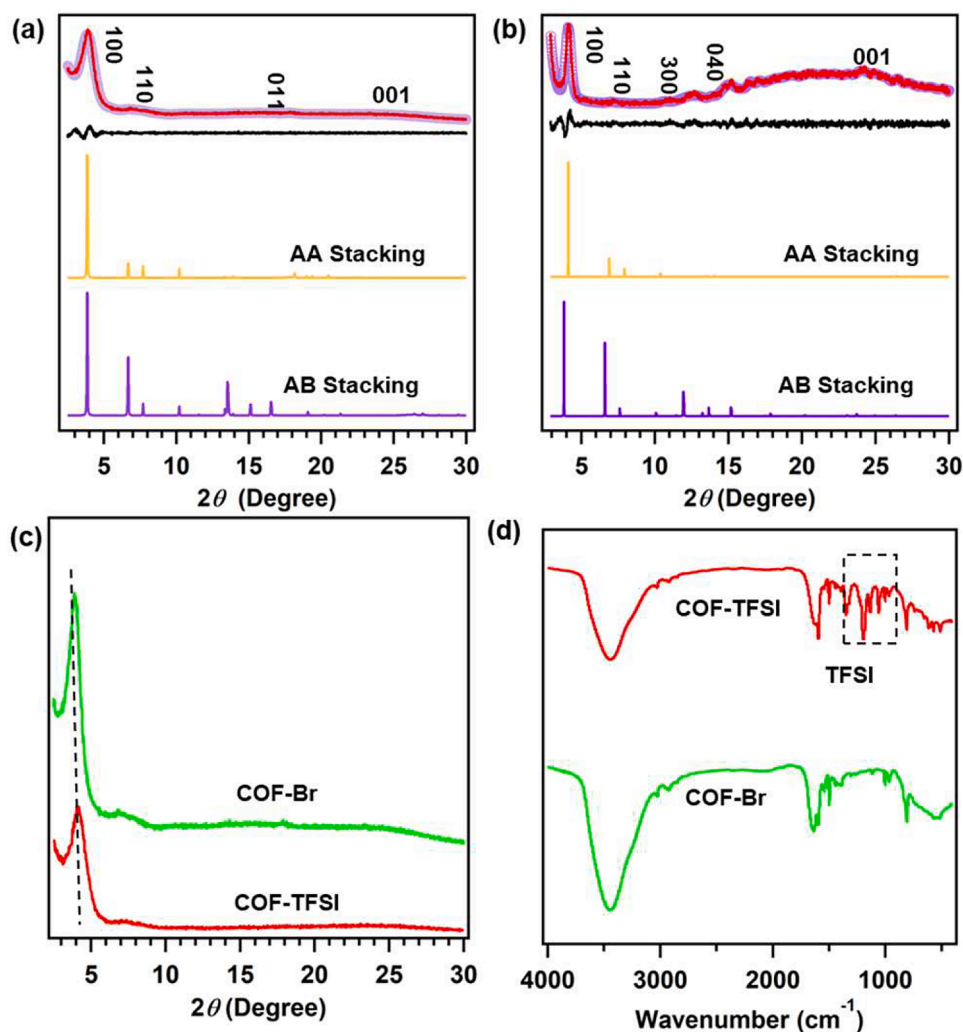 (a)
100
110
011
001
AA Stacking
AB Stacking
5 10 15 20 25 30
2θ (Degree)
(b)
100
110
300
040
001
AA Stacking
AB Stacking
5 10 15 20 25 30
2θ (Degree)
(c)
COF-Br
COF-TFSI
5 10 15 20 25 30
2θ (Degree)
(d)
COF-TFSI
TFSI
COF-Br
4000 3000 2000 1000
Wavenumber (cm⁻¹)